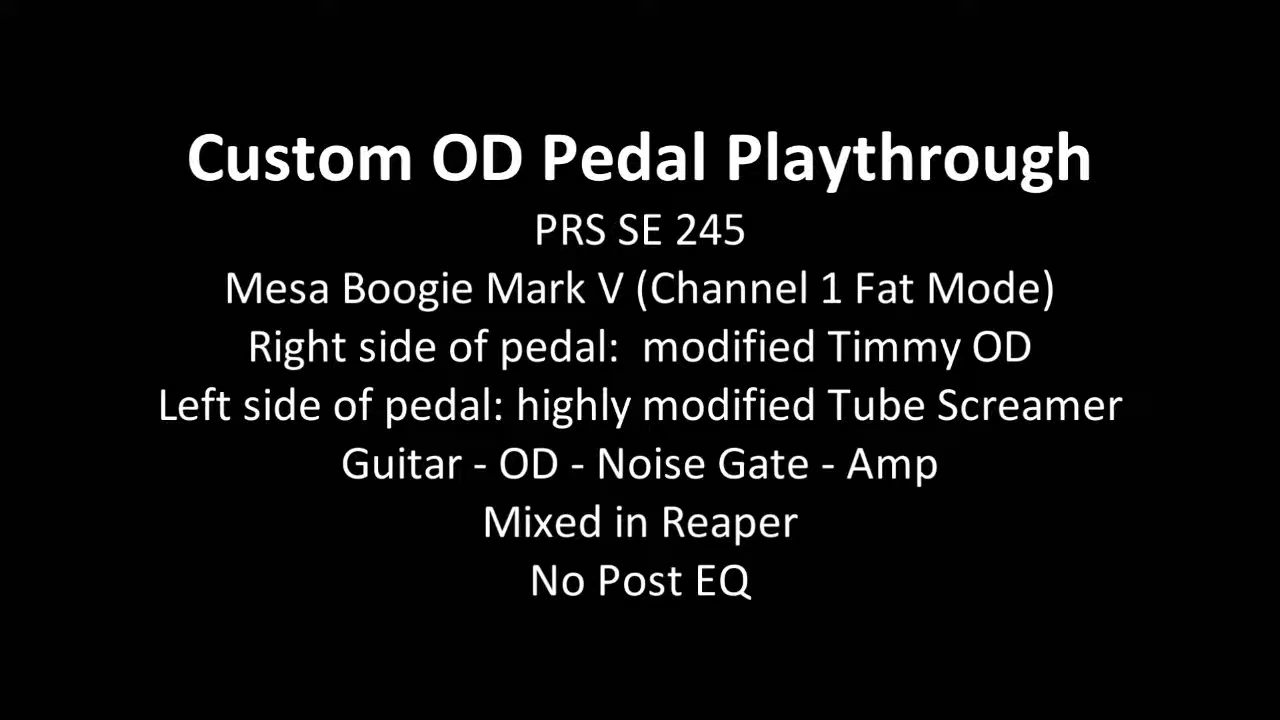 Custom OD Pedal Playthrough
PRS SE 245
Mesa Boogie Mark V (Channel 1 Fat Mode)
Right side of pedal:  modified Timmy OD
Left side of pedal: highly modified Tube Screamer
Guitar - OD - Noise Gate - Amp
Mixed in Reaper
No Post EQ